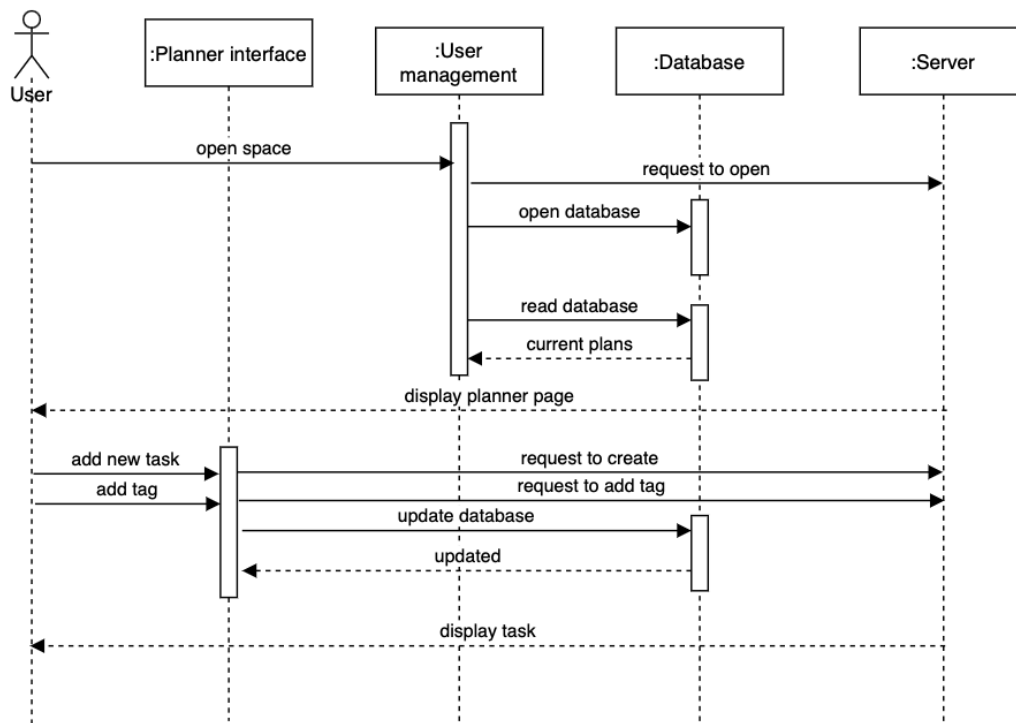 :Planner interface
:User
management
:Database
:Server
User
open space
request to open
open database
read database
current plans
display planner page
add new task
request to create
add tag
request to add tag
update database
updated
display task